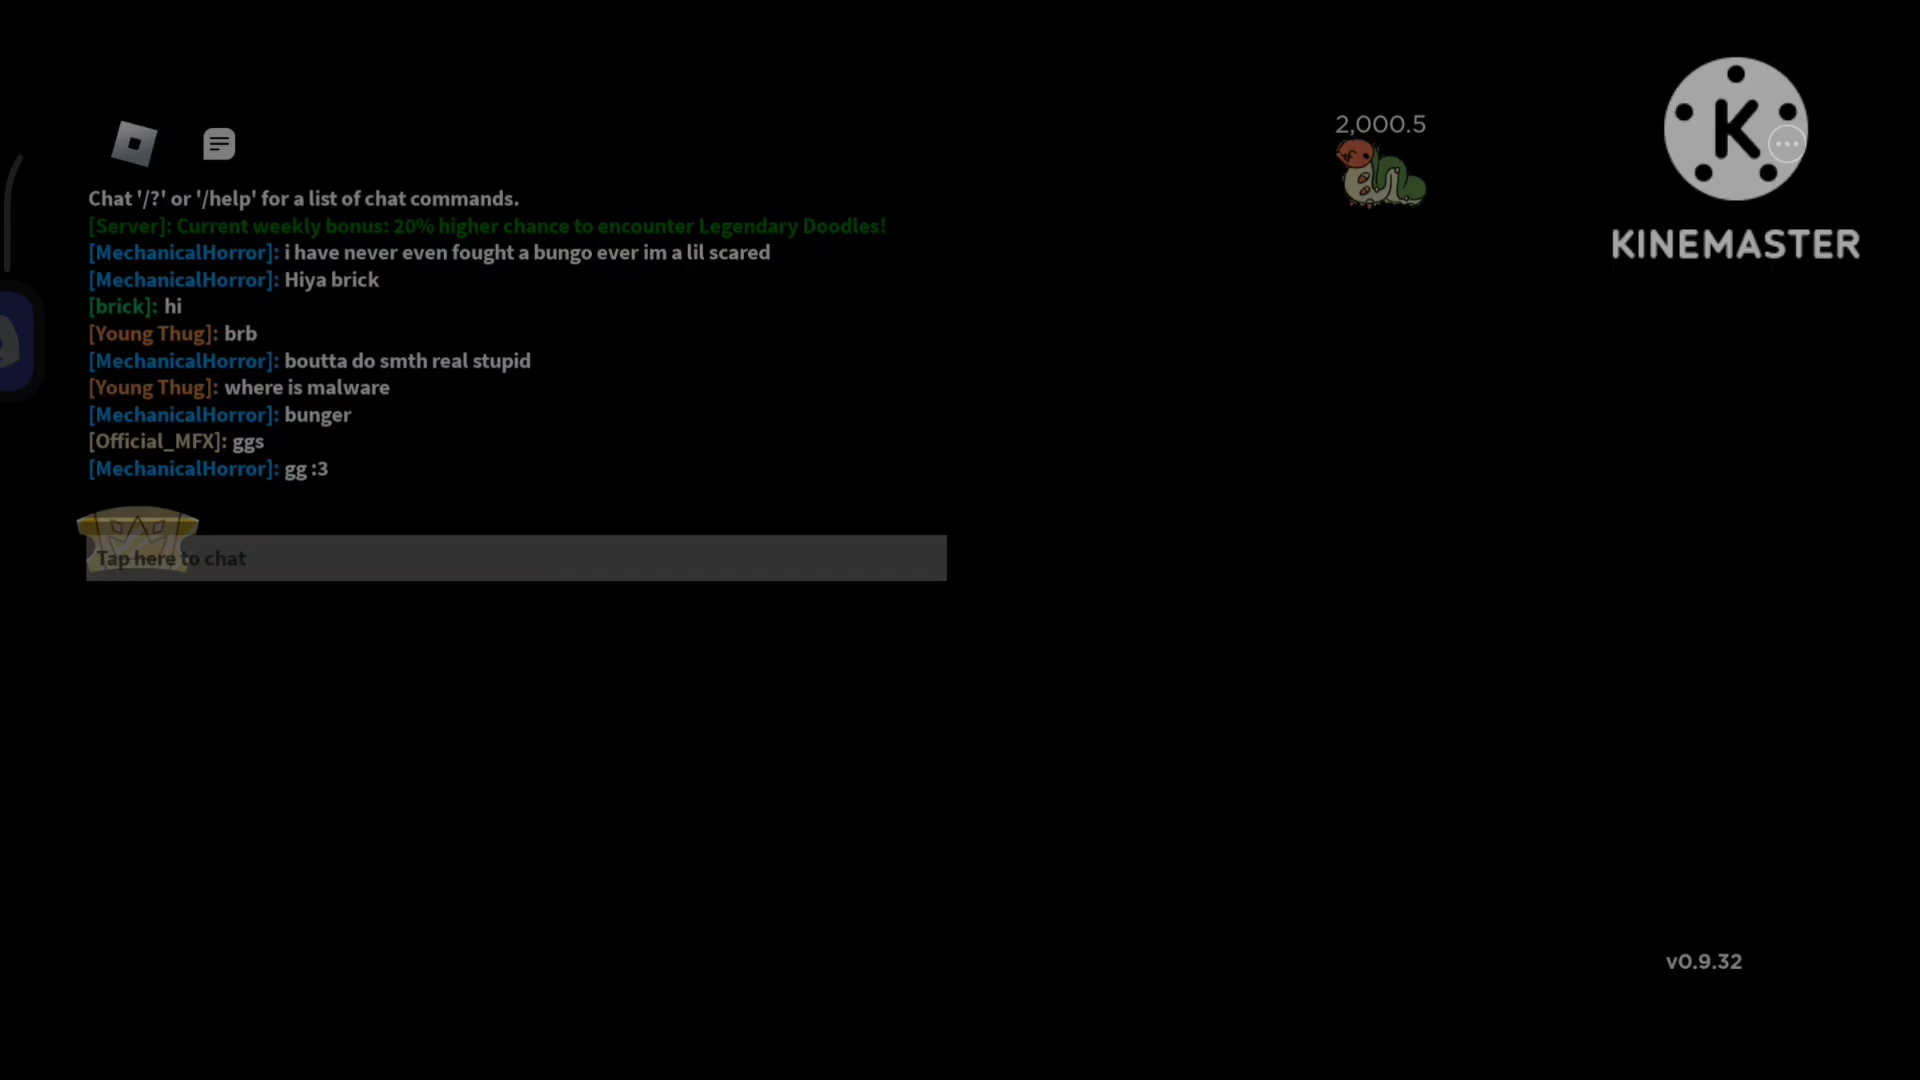 2,000.5
K
KINEMASTER
Chat '/?' or '/help' for a list of chat commands.
[Server]: Current weekly bonus: 20% higher chance to encounter Legendary Doodles!
[MechanicalHorror]: i have never even fought a bungo ever im a lil scared
[MechanicalHorror]: Hiya brick
[brick]: hi
[Young Thug]: brb
[MechanicalHorror]: boutta do smth real stupid
[Young Thug]: where is malware
[MechanicalHorror]: bunger
[Official_MFX]: ggs
[MechanicalHorror]: gg :3
Tap here to chat
v0.9.32